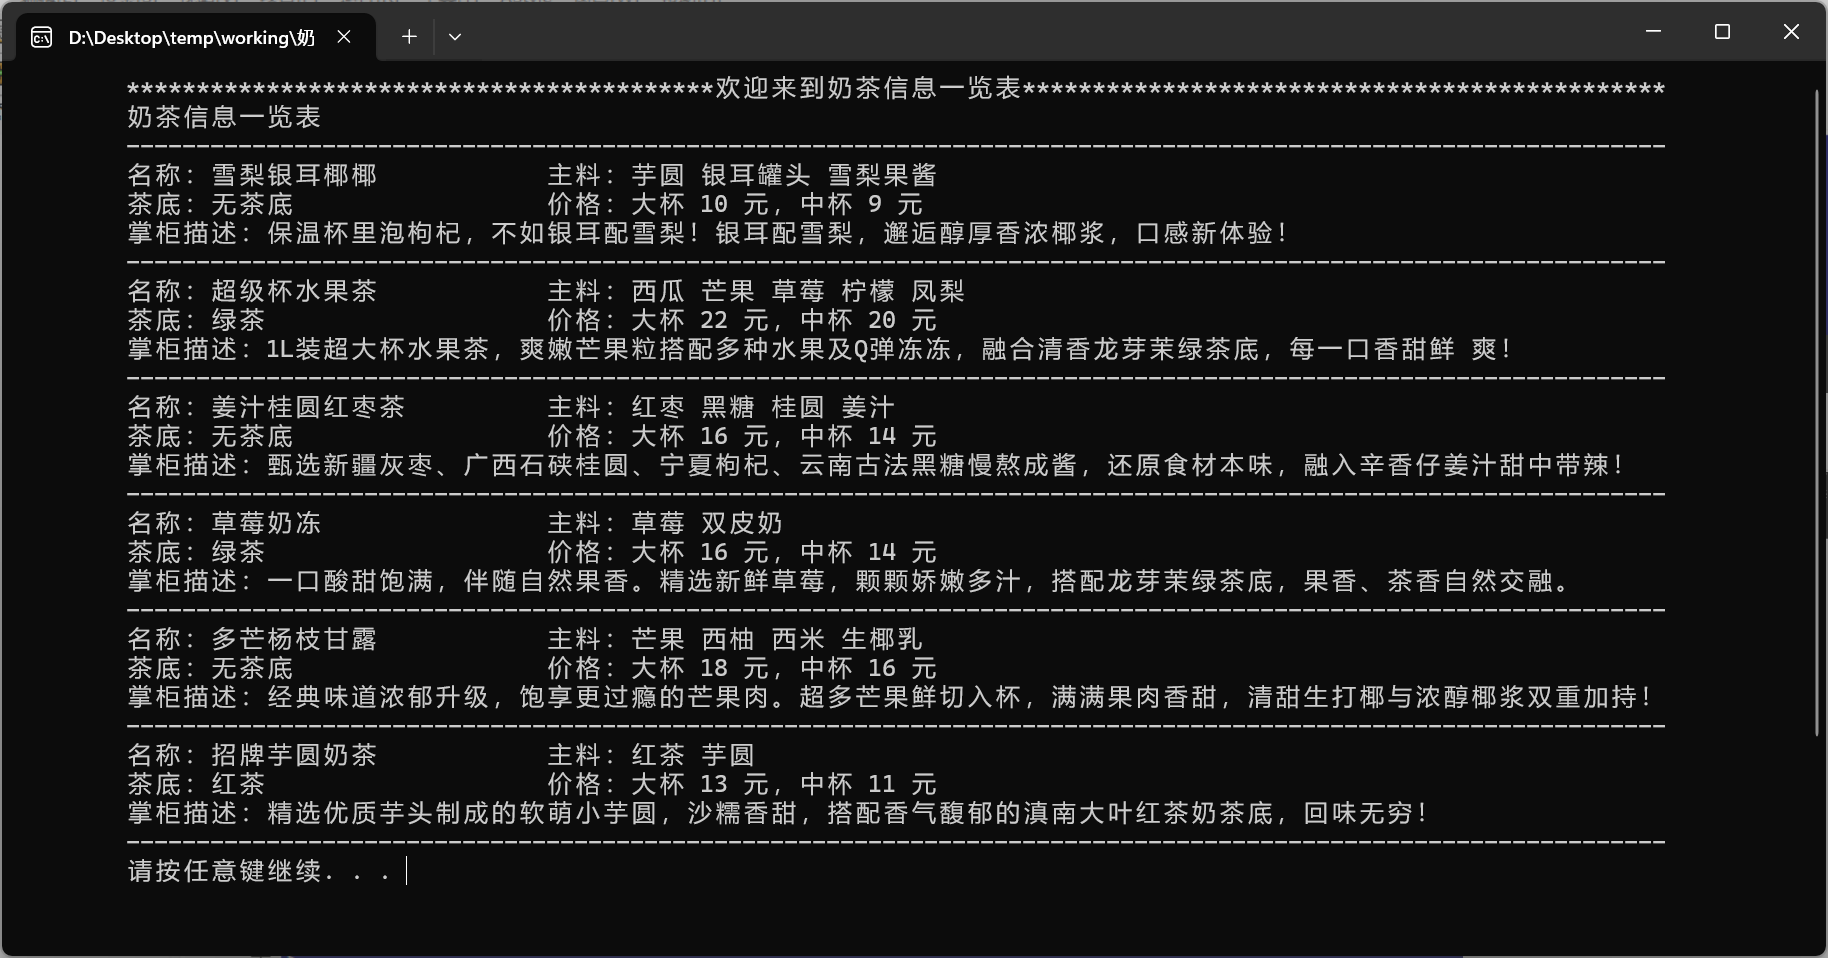 D:\Desktop\temp\working\奶
******************************************欢迎来到奶茶信息一览表**********************************************
奶茶信息一览表
--------------------------------------------------------------------------------------------------------------
名称：雪梨银耳椰椰 主料：芋圆 银耳罐头 雪梨果酱
茶底：无茶底 价格：大杯 10 元，中杯 9 元
掌柜描述：保温杯里泡枸杞，不如银耳配雪梨！银耳配雪梨，邂逅醇厚香浓椰浆，口感新体验！
--------------------------------------------------------------------------------------------------------------
名称：超级杯水果茶 主料：西瓜 芒果 草莓 柠檬 凤梨
茶底：绿茶 价格：大杯 22 元，中杯 20 元
掌柜描述：1L装超大杯水果茶，爽嫩芒果粒搭配多种水果及Q弹冻冻，融合清香龙芽茉绿茶底，每一口香甜鲜 爽！
--------------------------------------------------------------------------------------------------------------
名称：姜汁桂圆红枣茶 主料：红枣 黑糖 桂圆 姜汁
茶底：无茶底 价格：大杯 16 元，中杯 14 元
掌柜描述：甄选新疆灰枣、广西石硖桂圆、宁夏枸杞、云南古法黑糖慢熬成酱，还原食材本味，融入辛香仔姜汁甜中带辣！
--------------------------------------------------------------------------------------------------------------
名称：草莓奶冻 主料：草莓 双皮奶
茶底：绿茶 价格：大杯 16 元，中杯 14 元
掌柜描述：一口酸甜饱满，伴随自然果香。精选新鲜草莓，颗颗娇嫩多汁，搭配龙芽茉绿茶底，果香、茶香自然交融。
--------------------------------------------------------------------------------------------------------------
名称：多芒杨枝甘露 主料：芒果 西柚 西米 生椰乳
茶底：无茶底 价格：大杯 18 元，中杯 16 元
掌柜描述：经典味道浓郁升级，饱享更过瘾的芒果肉。超多芒果鲜切入杯，满满果肉香甜，清甜生打椰与浓醇椰浆双重加持！
--------------------------------------------------------------------------------------------------------------
名称：招牌芋圆奶茶 主料：红茶 芋圆
茶底：红茶 价格：大杯 13 元，中杯 11 元
掌柜描述：精选优质芋头制成的软萌小芋圆，沙糯香甜，搭配香气馥郁的滇南大叶红茶奶茶底，回味无穷！
--------------------------------------------------------------------------------------------------------------
请按任意键继续. . .